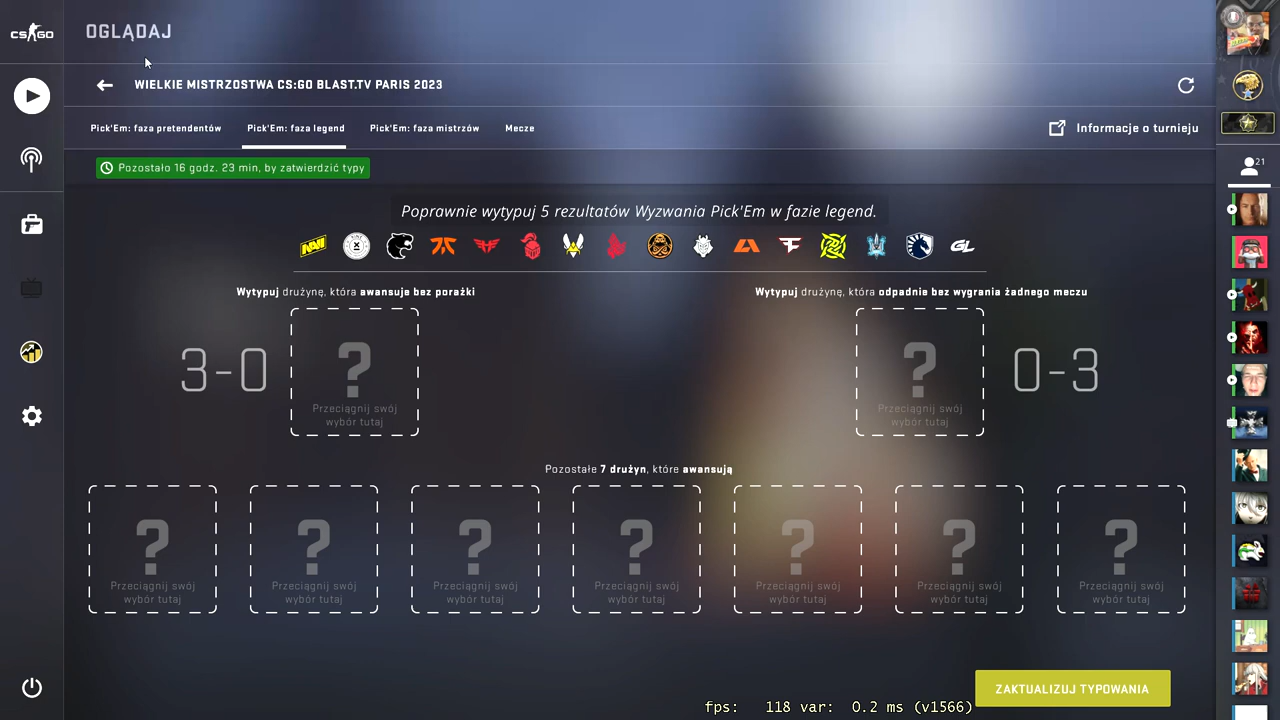 CS:GO
OGLĄDAJ
WIELKIE MISTRZOSTWA CS:GO BLAST.TV PARIS 2023
Pick'Em: faza pretendentów
Pick'Em: faza legend
Pick'Em: faza mistrzów
Mecze
Informacje o turnieju
Pozostało 16 godz. 23 min, by zatwierdzić typy
21
Poprawnie wytypuj 5 rezultatów Wyzwania Pick'Em w fazie legend.
NAVI
GL
Wytypuj drużynę, która awansuje bez porażki
Wytypuj drużynę, która odpadnie bez wygrania żadnego meczu
3-0
?
Przeciągnij swój
wybór tutaj
?
Przeciągnij swój
wybór tutaj
0-3
Pozostałe 7 drużyn, które awansują
?
Przeciągnij swój
wybór tutaj
?
Przeciągnij swój
wybór tutaj
?
Przeciągnij swój
wybór tutaj
?
Przeciągnij swój
wybór tutaj
?
Przeciągnij swój
wybór tutaj
?
Przeciągnij swój
wybór tutaj
?
Przeciągnij swój
wybór tutaj
ZAKTUALIZUJ TYPOWANIA
fps: 118 var: 0.2 ms (v1566)